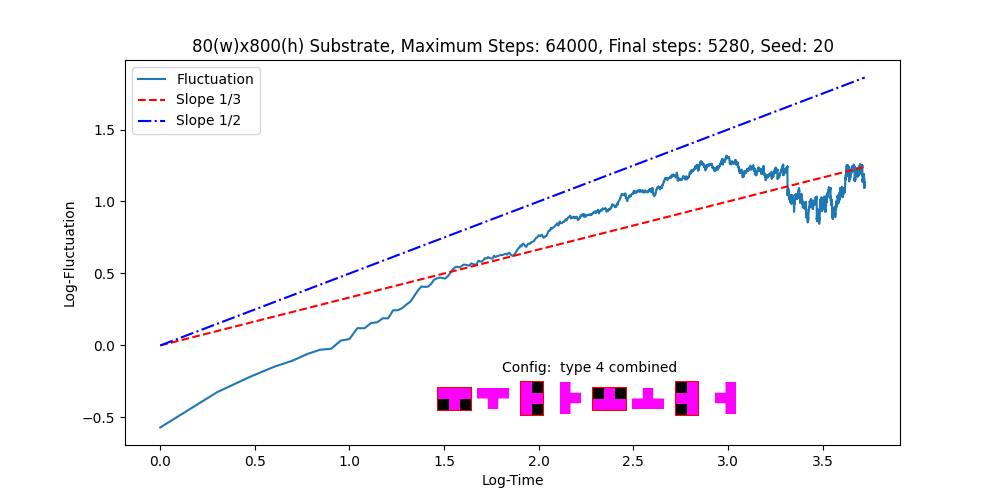 80(w)x800(h) Substrate, Maximum Steps: 64000, Final steps: 5280, Seed: 20
Fluctuation
Slope 1/3
Slope 1/2
1.5
1.0
0.5
0.0
−0.5
Log-Fluctuation
Config:  type 4 combined
0.0 0.5 1.0 1.5 2.0 2.5 3.0 3.5
Log-Time